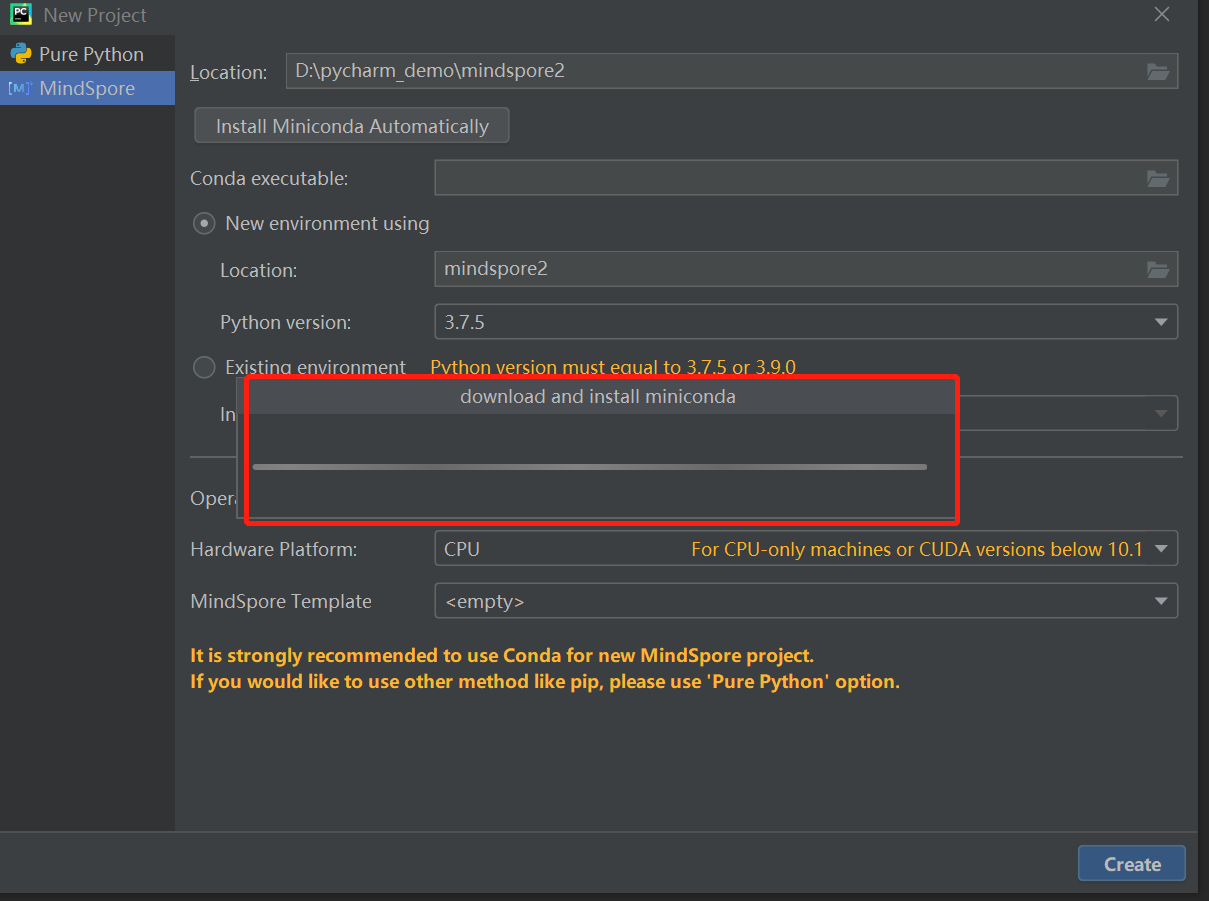 PC New Project
Pure Python
[M] MindSpore
Location: D:\pycharm_demo\mindspore2
Install Miniconda Automatically
Conda executable:
New environment using
Location: mindspore2
Python version: 3.7.5
Existing environment Python version must equal to 3.7.5 or 3.9.0
download and install miniconda
In
Oper
Hardware Platform: CPU For CPU-only machines or CUDA versions below 10.1
MindSpore Template <empty>
It is strongly recommended to use Conda for new MindSpore project.
If you would like to use other method like pip, please use 'Pure Python' option.
Create